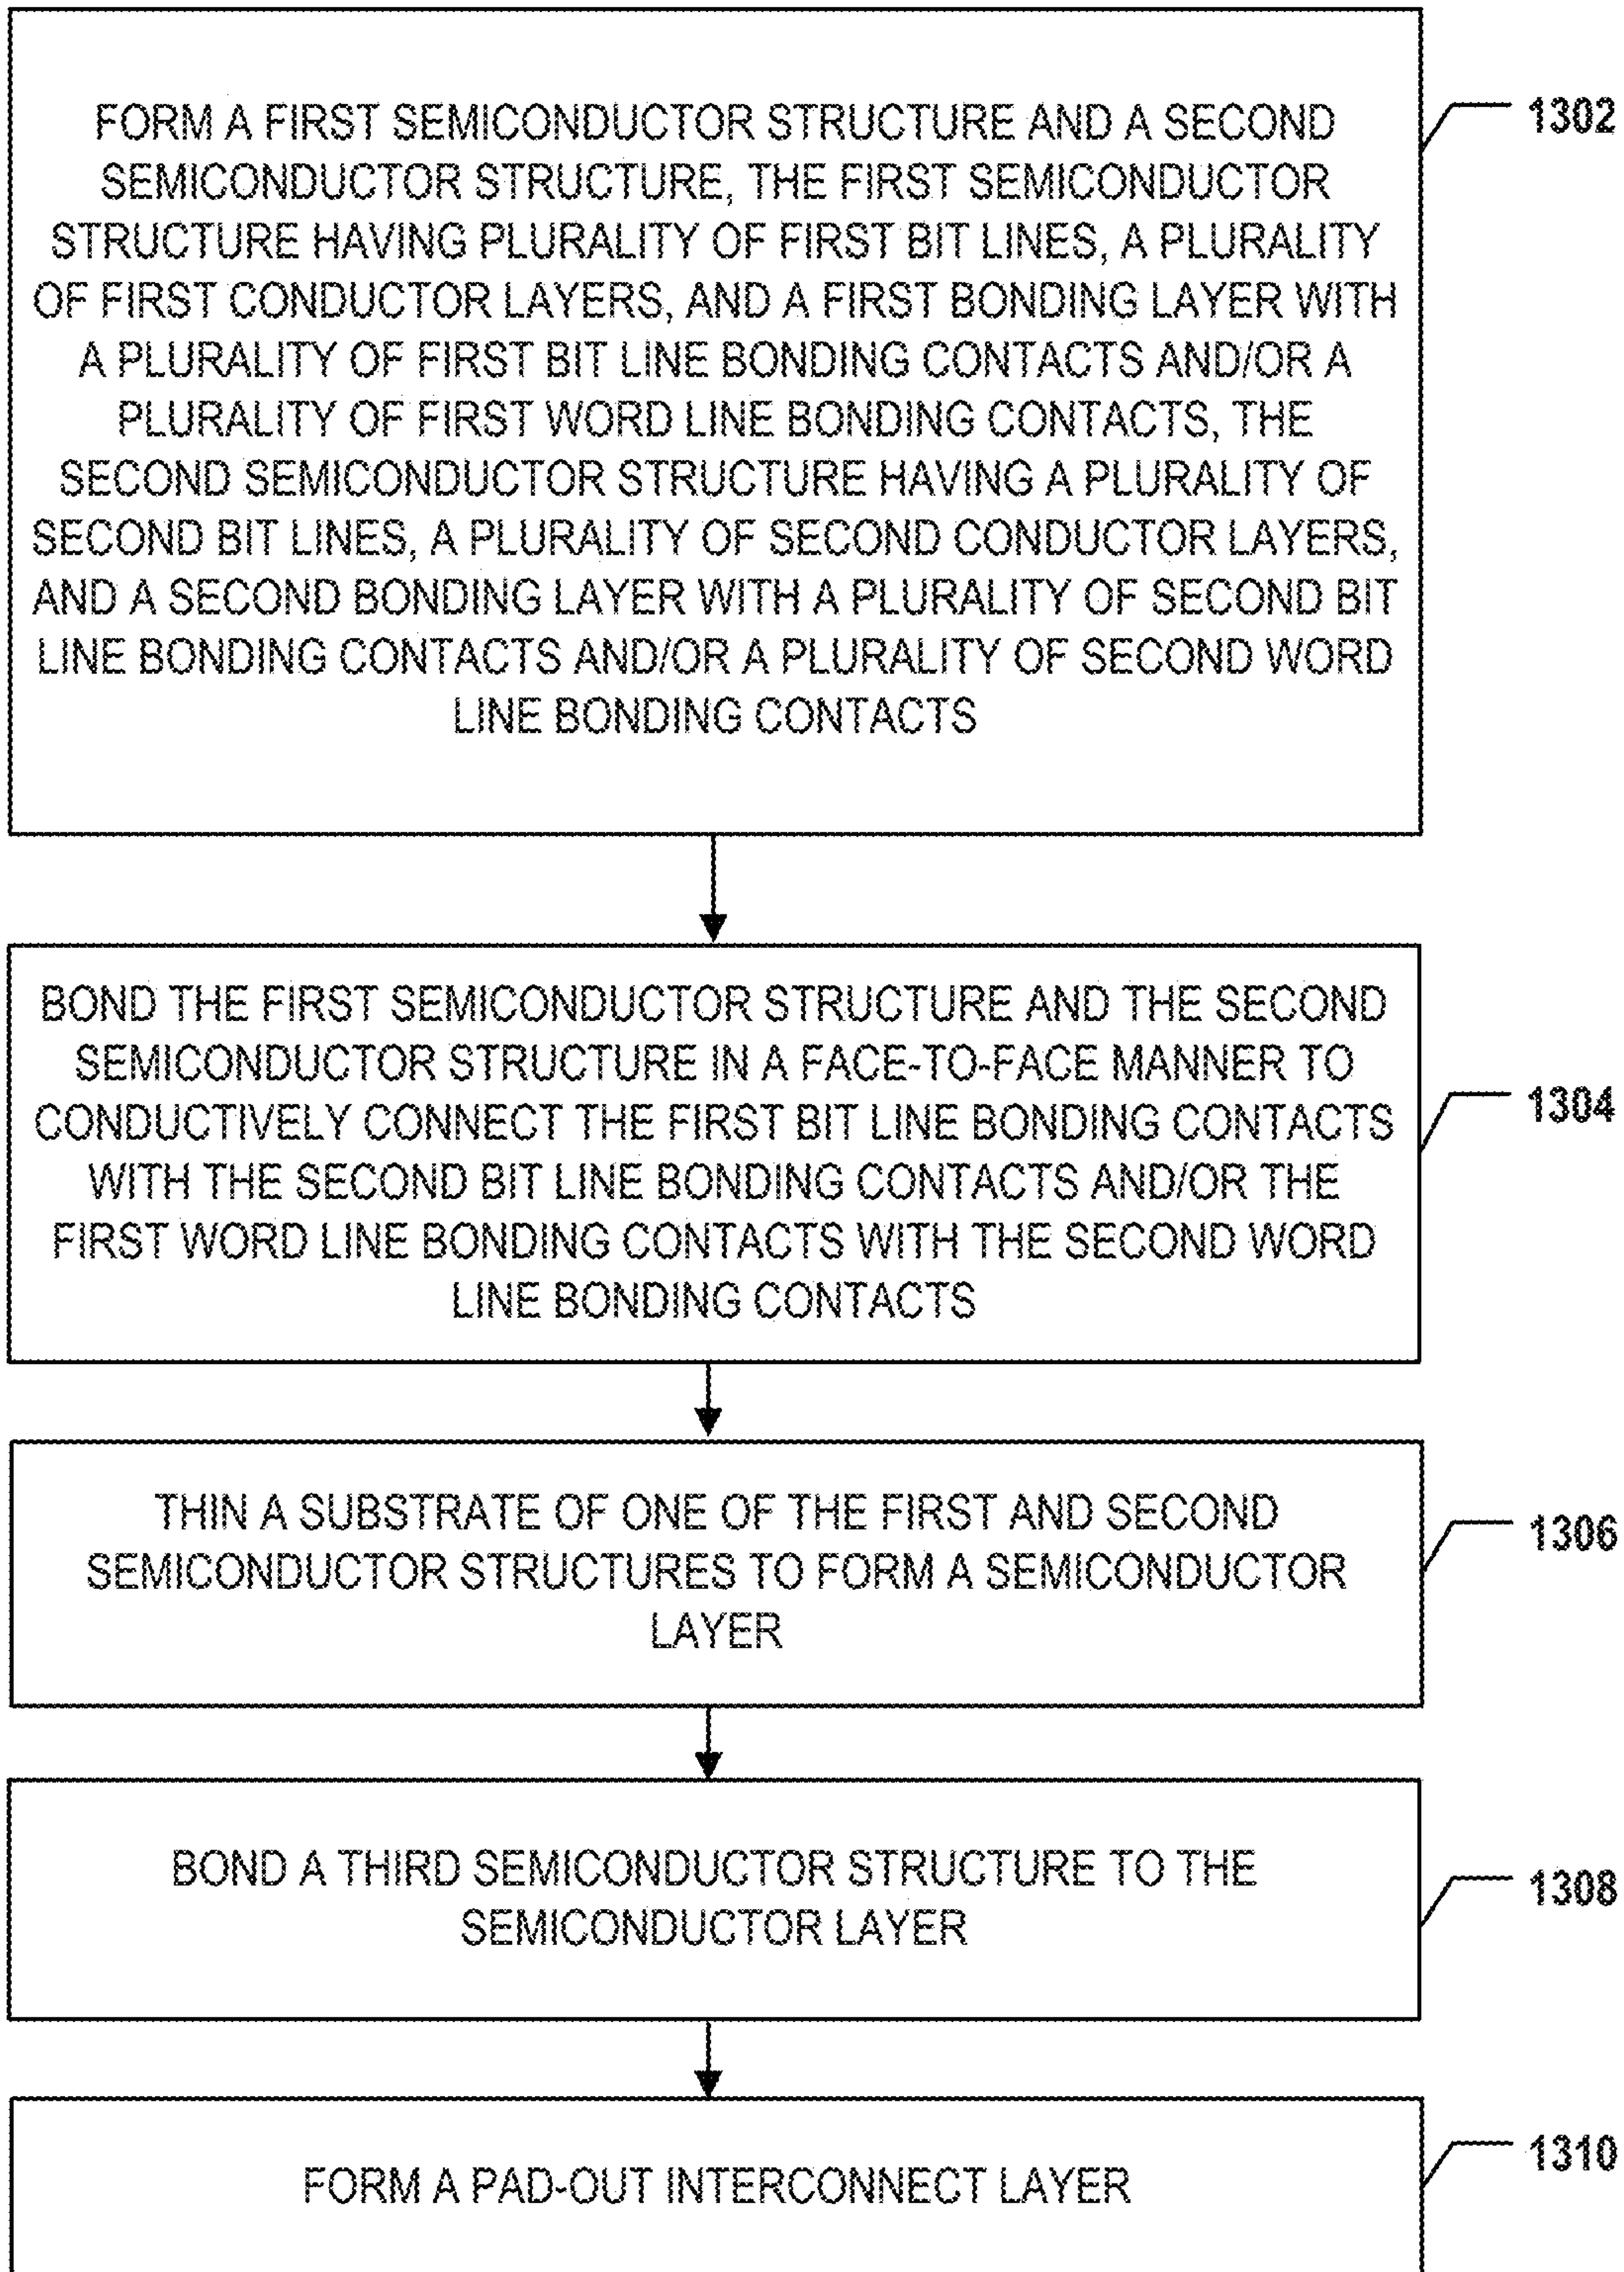 FORM A FIRST SEMICONDUCTOR STRUCTURE AND A SECOND
SEMICONDUCTOR STRUCTURE, THE FIRST SEMICONDUCTOR
STRUCTURE HAVING PLURALITY OF FIRST BIT LINES, A PLURALITY
OF FIRST CONDUCTOR LAYERS, AND A FIRST BONDING LAYER WITH
A PLURALITY OF FIRST BIT LINE BONDING CONTACTS AND/OR A
PLURALITY OF FIRST WORD LINE BONDING CONTACTS, THE
SECOND SEMICONDUCTOR STRUCTURE HAVING A PLURALITY OF
SECOND BIT LINES, A PLURALITY OF SECOND CONDUCTOR LAYERS,
AND A SECOND BONDING LAYER WITH A PLURALITY OF SECOND BIT
LINE BONDING CONTACTS AND/OR A PLURALITY OF SECOND WORD
LINE BONDING CONTACTS
1302
BOND THE FIRST SEMICONDUCTOR STRUCTURE AND THE SECOND
SEMICONDUCTOR STRUCTURE IN A FACE-TO-FACE MANNER TO
CONDUCTIVELY CONNECT THE FIRST BIT LINE BONDING CONTACTS
WITH THE SECOND BIT LINE BONDING CONTACTS AND/OR THE
FIRST WORD LINE BONDING CONTACTS WITH THE SECOND WORD
LINE BONDING CONTACTS
1304
THIN A SUBSTRATE OF ONE OF THE FIRST AND SECOND
SEMICONDUCTOR STRUCTURES TO FORM A SEMICONDUCTOR
LAYER
1306
BOND A THIRD SEMICONDUCTOR STRUCTURE TO THE
SEMICONDUCTOR LAYER
1308
FORM A PAD-OUT INTERCONNECT LAYER
1310